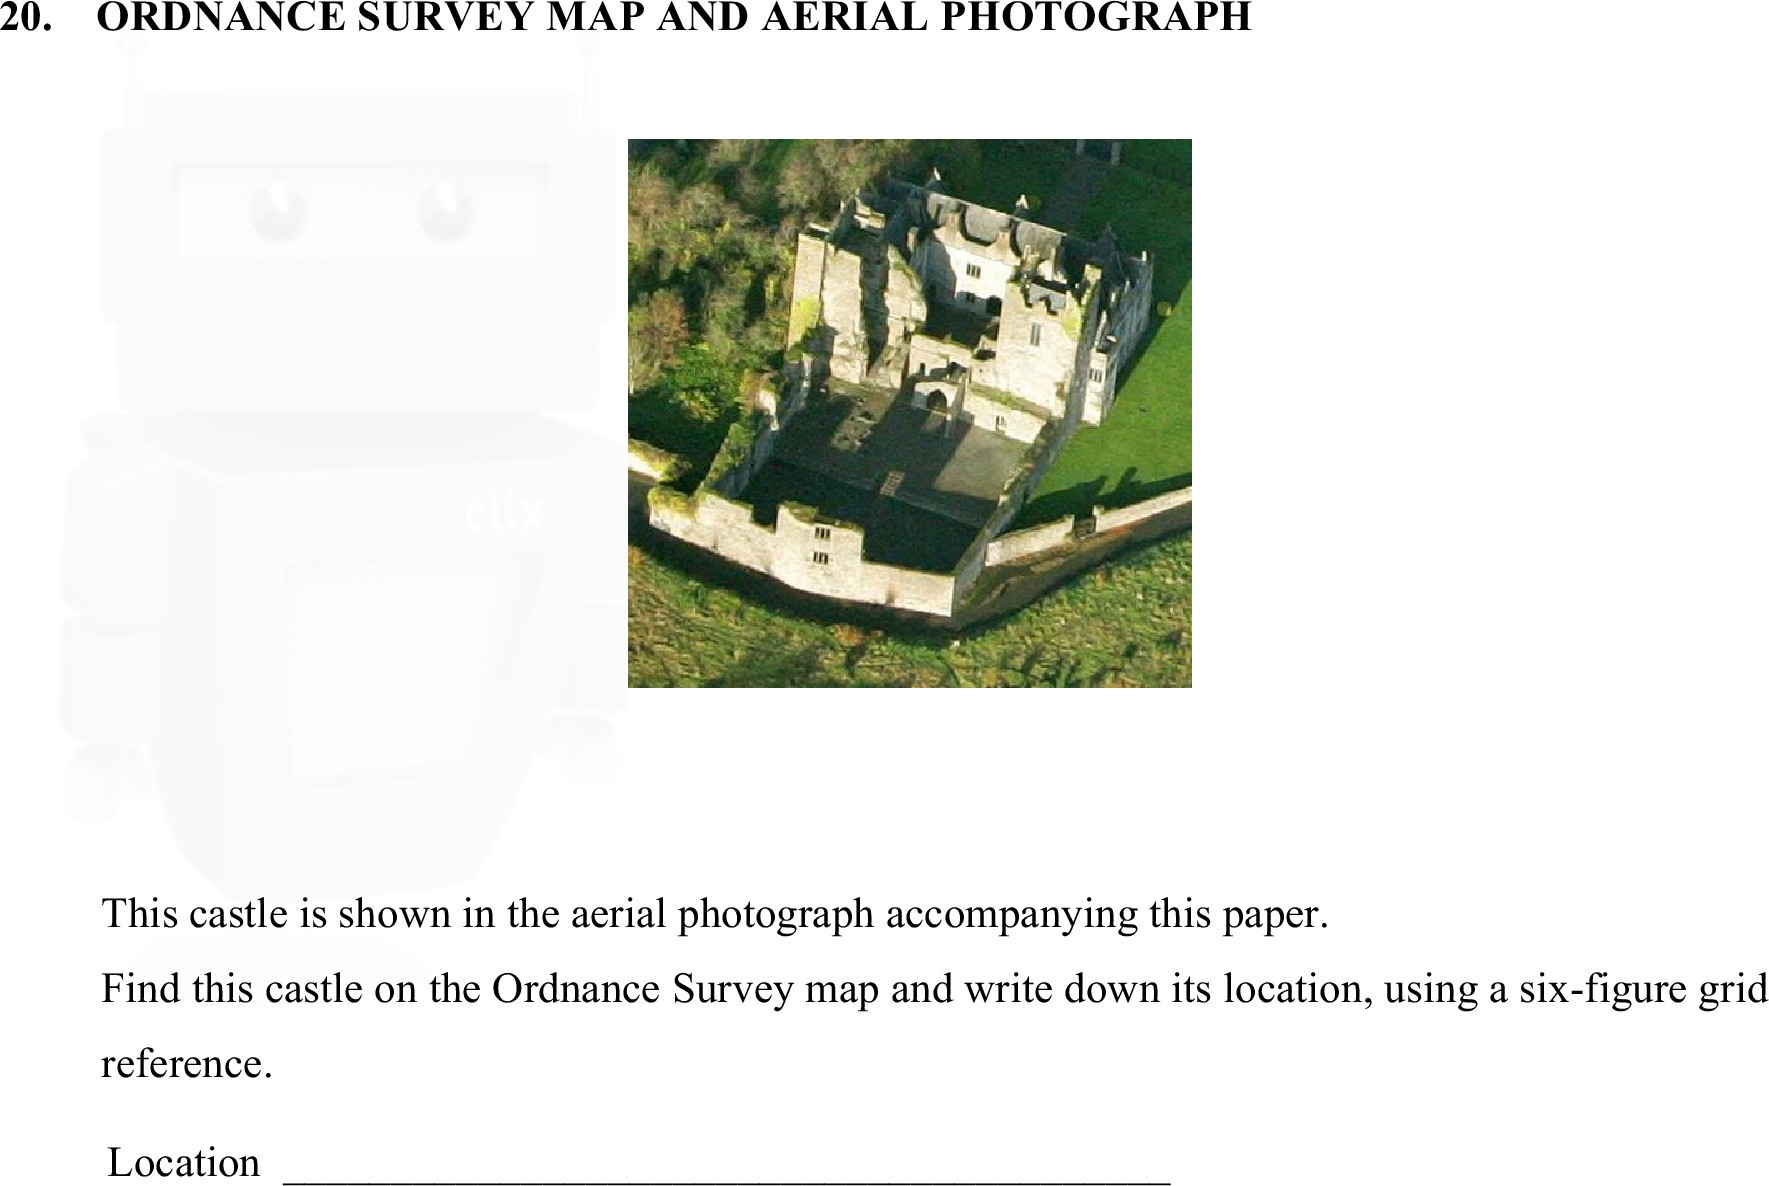 20. ORDNANCE SURVEY MAP AND AERIAL PHOTOGRAPH
clix
This castle is shown in the aerial photograph accompanying this paper.
Find this castle on the Ordnance Survey map and write down its location, using a six-figure grid
reference.
Location